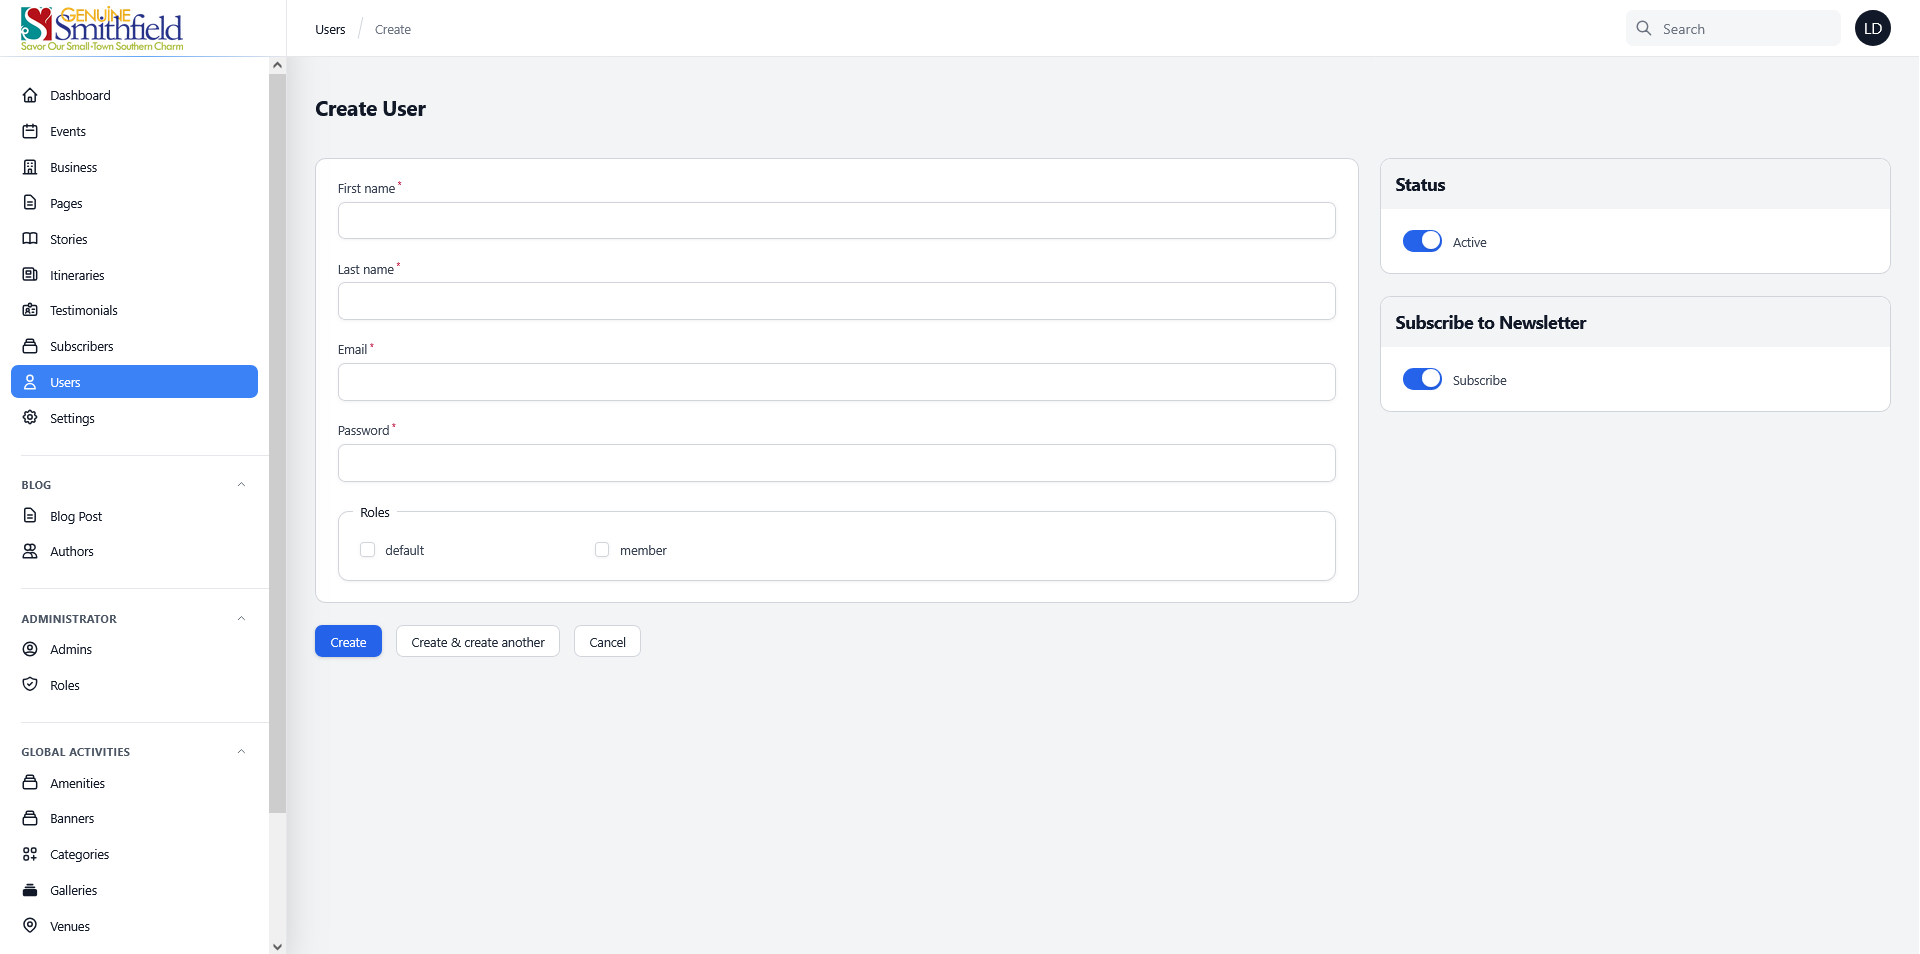 GENUINE
Smithfield
Savor Our Small-Town Southern Charm
Users / Create
Search
LD
Dashboard
Events
Business
Pages
Stories
Itineraries
Testimonials
Subscribers
Users
Settings
BLOG
Blog Post
Authors
ADMINISTRATOR
Admins
Roles
GLOBAL ACTIVITIES
Amenities
Banners
Categories
Galleries
Venues
Create User
First name*
Last name*
Email*
Password*
Roles
default
member
Create
Create & create another
Cancel
Status
Active
Subscribe to Newsletter
Subscribe